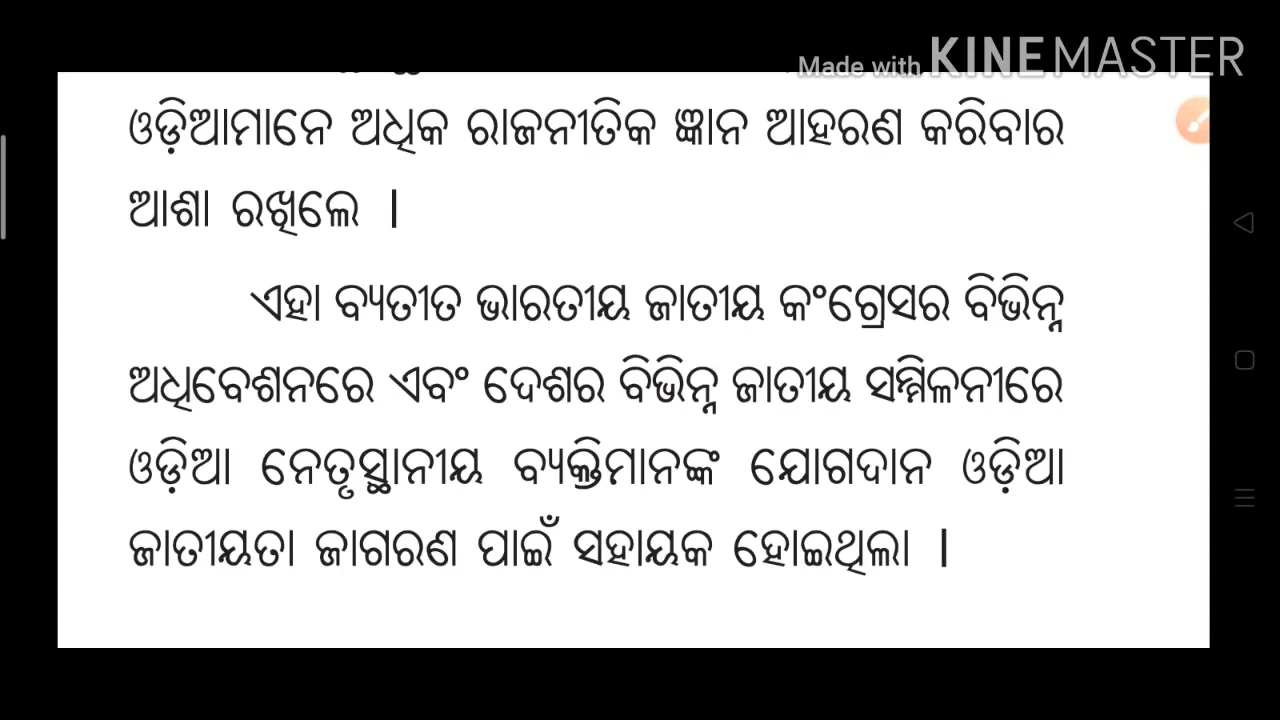 Made with KINEMASTER
ଓଡ଼ିଆମାନେ ଅଧିକ ରାଜନୀତିକ ଜ୍ଞାନ ଆହରଣ କରିବାର
ଆଶା ରଖିଲେ ।
ଏହା ବ୍ୟତୀତ ଭାରତୀୟ ଜାତୀୟ କଂଗ୍ରେସର ବିଭିନ୍ନ
ଅଧିବେଶନରେ ଏବଂ ଦେଶର ବିଭିନ୍ନ ଜାତୀୟ ସମ୍ମିଳନୀରେ
ଓଡ଼ିଆ ନେତୃସ୍ଥାନୀୟ ବ୍ୟକ୍ତିମାନଙ୍କ ଯୋଗଦାନ ଓଡ଼ିଆ
ଜାତୀୟତା ଜାଗରଣ ପାଇଁ ସହାୟକ ହୋଇଥିଲା ।